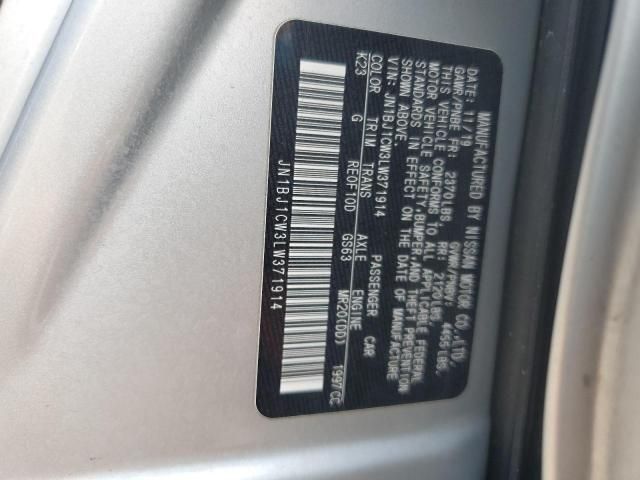 MANUFACTURED BY NISSAN MOTOR CO.,LTD.
DATE: 11/19 GVWR/PNBV: 4455LBS.
GAWR/PNBE FR: 2370LBS RR: 2120LBS.
THIS VEHICLE CONFORMS TO ALL APPLICABLE FEDERAL
MOTOR VEHICLE SAFETY, BUMPER, AND THEFT PREVENTION
STANDARDS IN EFFECT ON THE DATE OF MANUFACTURE
SHOWN ABOVE.
VIN: JN1BJ1CW3LW371914 PASSENGER CAR
COLOR TRIM TRANS AXLE ENGINE
K23 G RE0F10D GS63 MR20(DD) 1997CC
JN1BJ1CW3LW371914